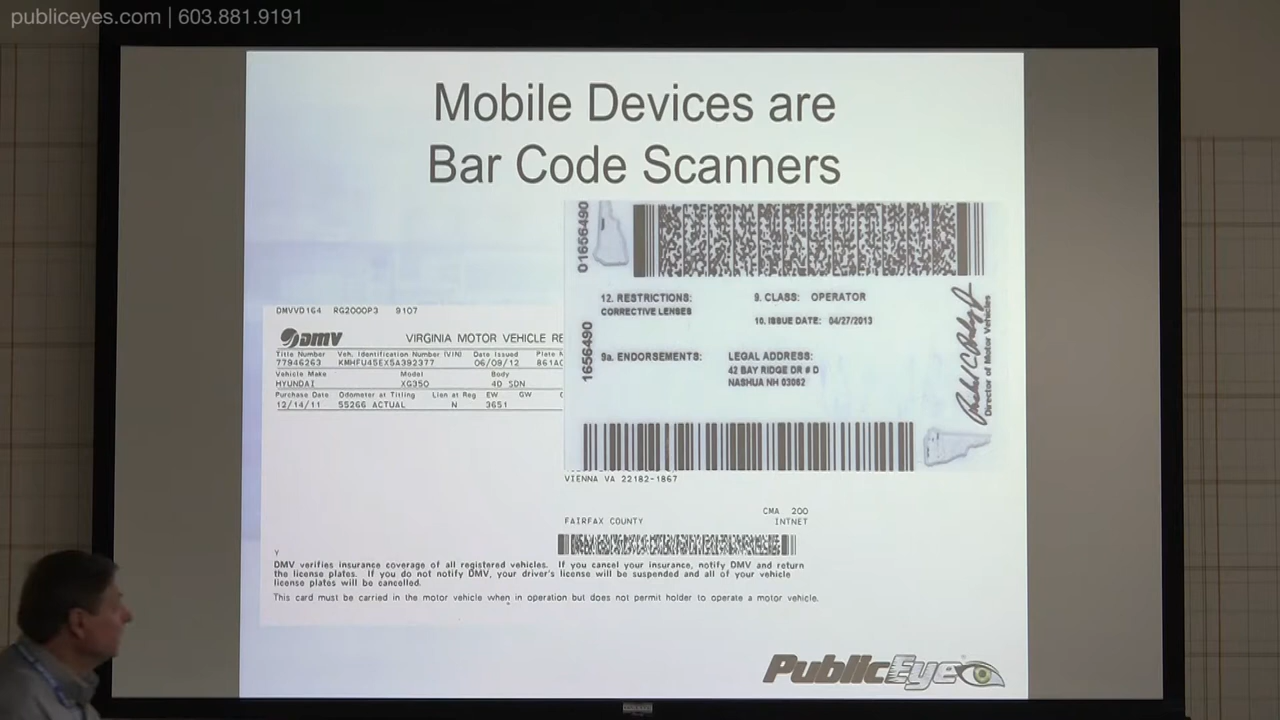 publiceyes.com | 603.881.9191
Mobile Devices are
Bar Code Scanners
DMVVD164 RG2000P3 9107
DMV
VIRGINIA MOTOR VEHICLE RE
Title Number Veh. Identification Number (VIN) Date Issued Plate N
77946263 KMHFU45EX5A392377 06/09/12 861AC
Vehicle Make Model Body
HYUNDAI XG350 4D SDN
Purchase Date Odometer at Titling Lien at Reg EW GW
12/14/11 55266 ACTUAL N 3651
01656490
12. RESTRICTIONS:
CORRECTIVE LENSES
9. CLASS: OPERATOR
10. ISSUE DATE: 04/27/2013
1656490
9a. ENDORSEMENTS:
LEGAL ADDRESS:
42 BAY RIDGE DR # D
NASHUA NH 03062
Director of Motor Vehicles
VIENNA VA 22182-1867
CMA 200
FAIRFAX COUNTY INTNET
Y
DMV verifies insurance coverage of all registered vehicles. If you cancel your insurance, notify DMV and return
the license plates. If you do not notify DMV, your driver's license will be suspended and all of your vehicle
license plates will be cancelled.
This card must be carried in the motor vehicle when in operation but does not permit holder to operate a motor vehicle.
PublicEye